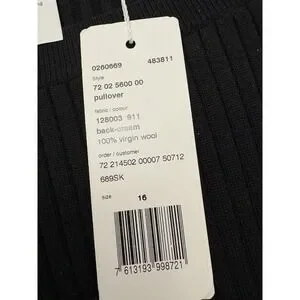 0260669 483811
Style
72 02 5600 00
pullover
fabric / colour
128003 911
back-cream
100% virgin wool
order / customer
72 214502 00007 50712
689SK
size 16
7 613193 998721